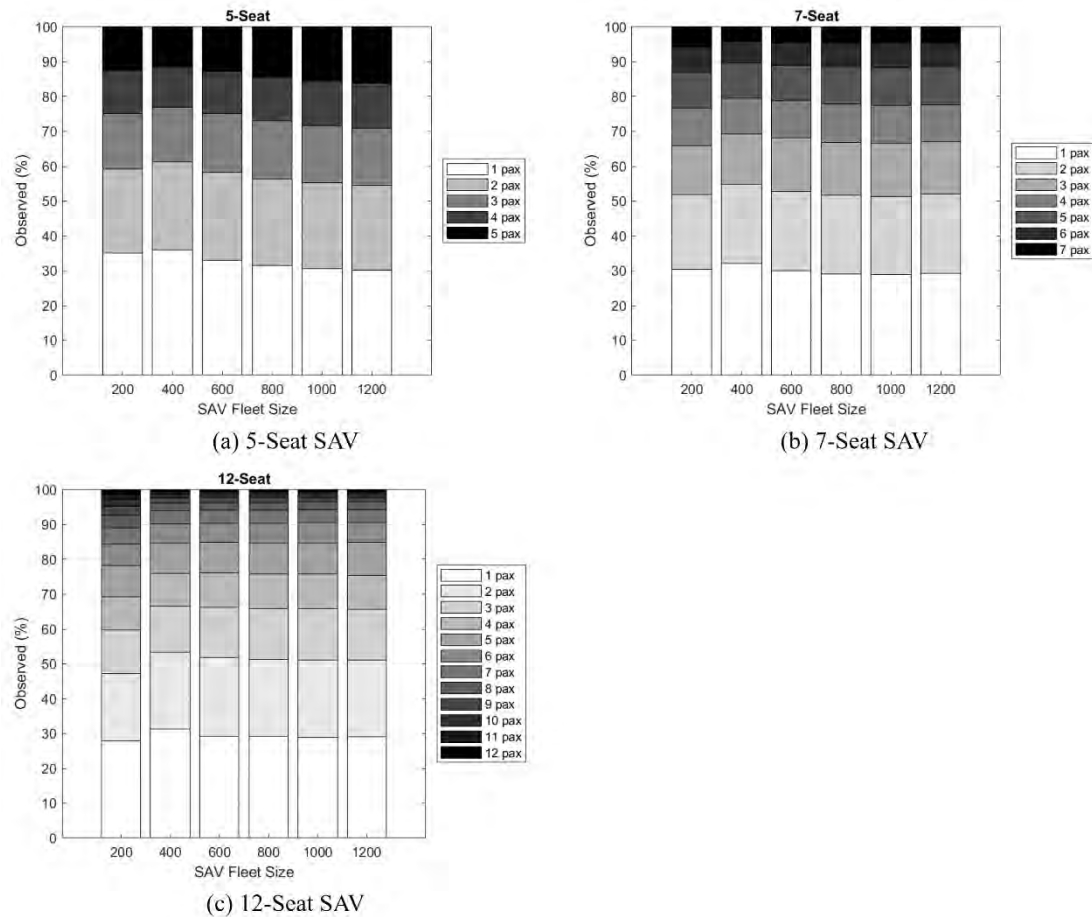 5-Seat
100
90
80
70
60
50
40
30
20
10
0
Observed (%)
200 400 600 800 1000 1200
SAV Fleet Size
1 pax
2 pax
3 pax
4 pax
5 pax
(a) 5-Seat SAV
7-Seat
100
90
80
70
60
50
40
30
20
10
0
Observed (%)
200 400 600 800 1000 1200
SAV Fleet Size
1 pax
2 pax
3 pax
4 pax
5 pax
6 pax
7 pax
(b) 7-Seat SAV
12-Seat
100
90
80
70
60
50
40
30
20
10
0
Observed (%)
200 400 600 800 1000 1200
SAV Fleet Size
1 pax
2 pax
3 pax
4 pax
5 pax
6 pax
7 pax
8 pax
9 pax
10 pax
11 pax
12 pax
(c) 12-Seat SAV